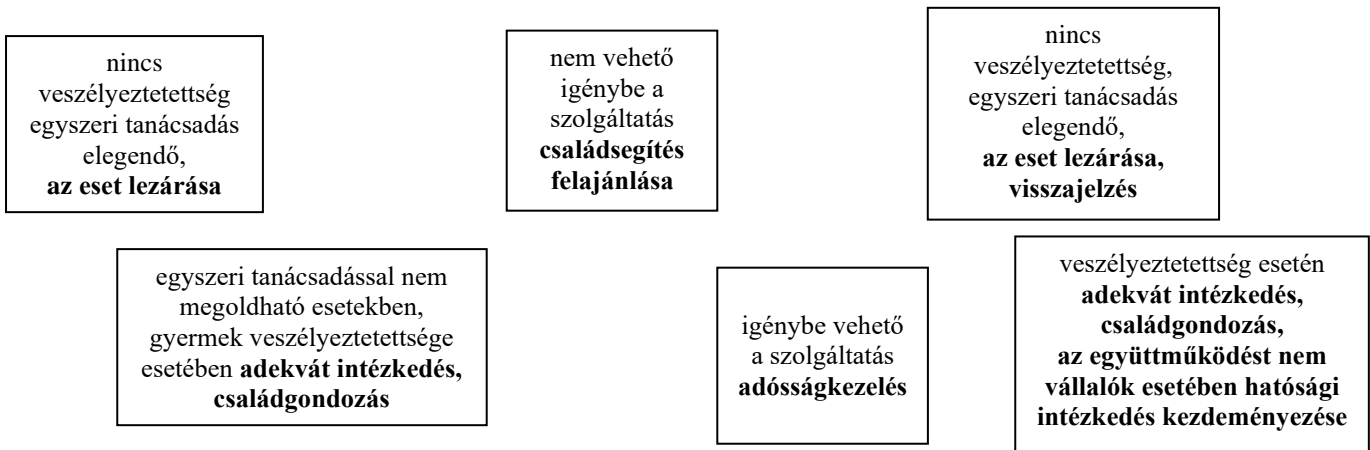 nincs
veszélyeztetettség
egyszeri tanácsadás
elegendő,
az eset lezárása
nem vehető
igénybe a
szolgáltatás
családsegítés
felajánlása
nincs
veszélyeztetettség,
egyszeri tanácsadás
elegendő,
az eset lezárása,
visszajelzés
egyszeri tanácsadással nem
megoldható esetekben,
gyermek veszélyeztetettsége
esetében adekvát intézkedés,
családgondozás
igénybe vehető
a szolgáltatás
adósságkezelés
veszélyeztetettség esetén
adekvát intézkedés,
családgondozás,
az együttműködést nem
vállalók esetében hatósági
intézkedés kezdeményezése